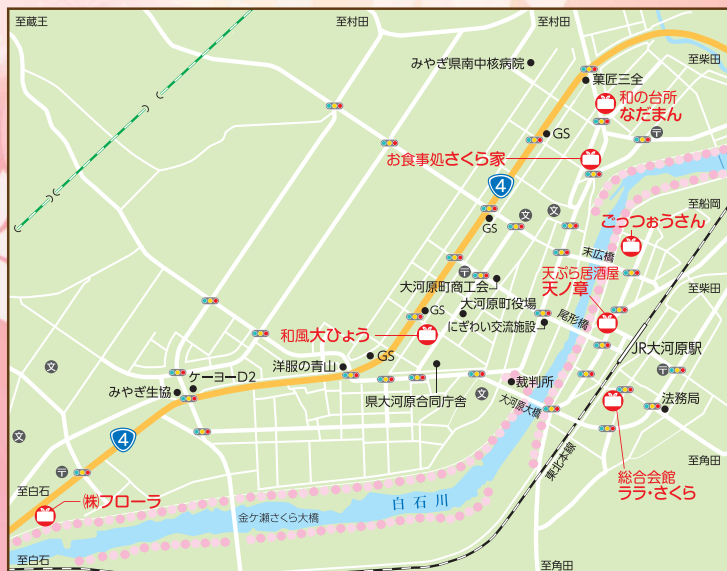 至蔵王
至村田
至村田
至柴田
みやぎ県南中核病院
菓匠三全
和の台所
なだまん
GS
〒
お食事処さくら家
4
文
文
GS
至船岡
ごっつぉうさん
末広橋
〒
天ぷら居酒屋
天ノ章
至柴田
大河原町商工会
大河原町役場
GS
にぎわい交流施設
尾形橋
和風大ひょう
JR大河原駅
GS
洋服の青山
文
ケーヨーD2
みやぎ生協
裁判所
〒
県大河原合同庁舎
文
大河原大橋
法務局
文
4
東北本線
至角田
〒
総合会館
ララ・さくら
至白石
㈱フローラ
白石川
金ケ瀬さくら大橋
至白石
至角田